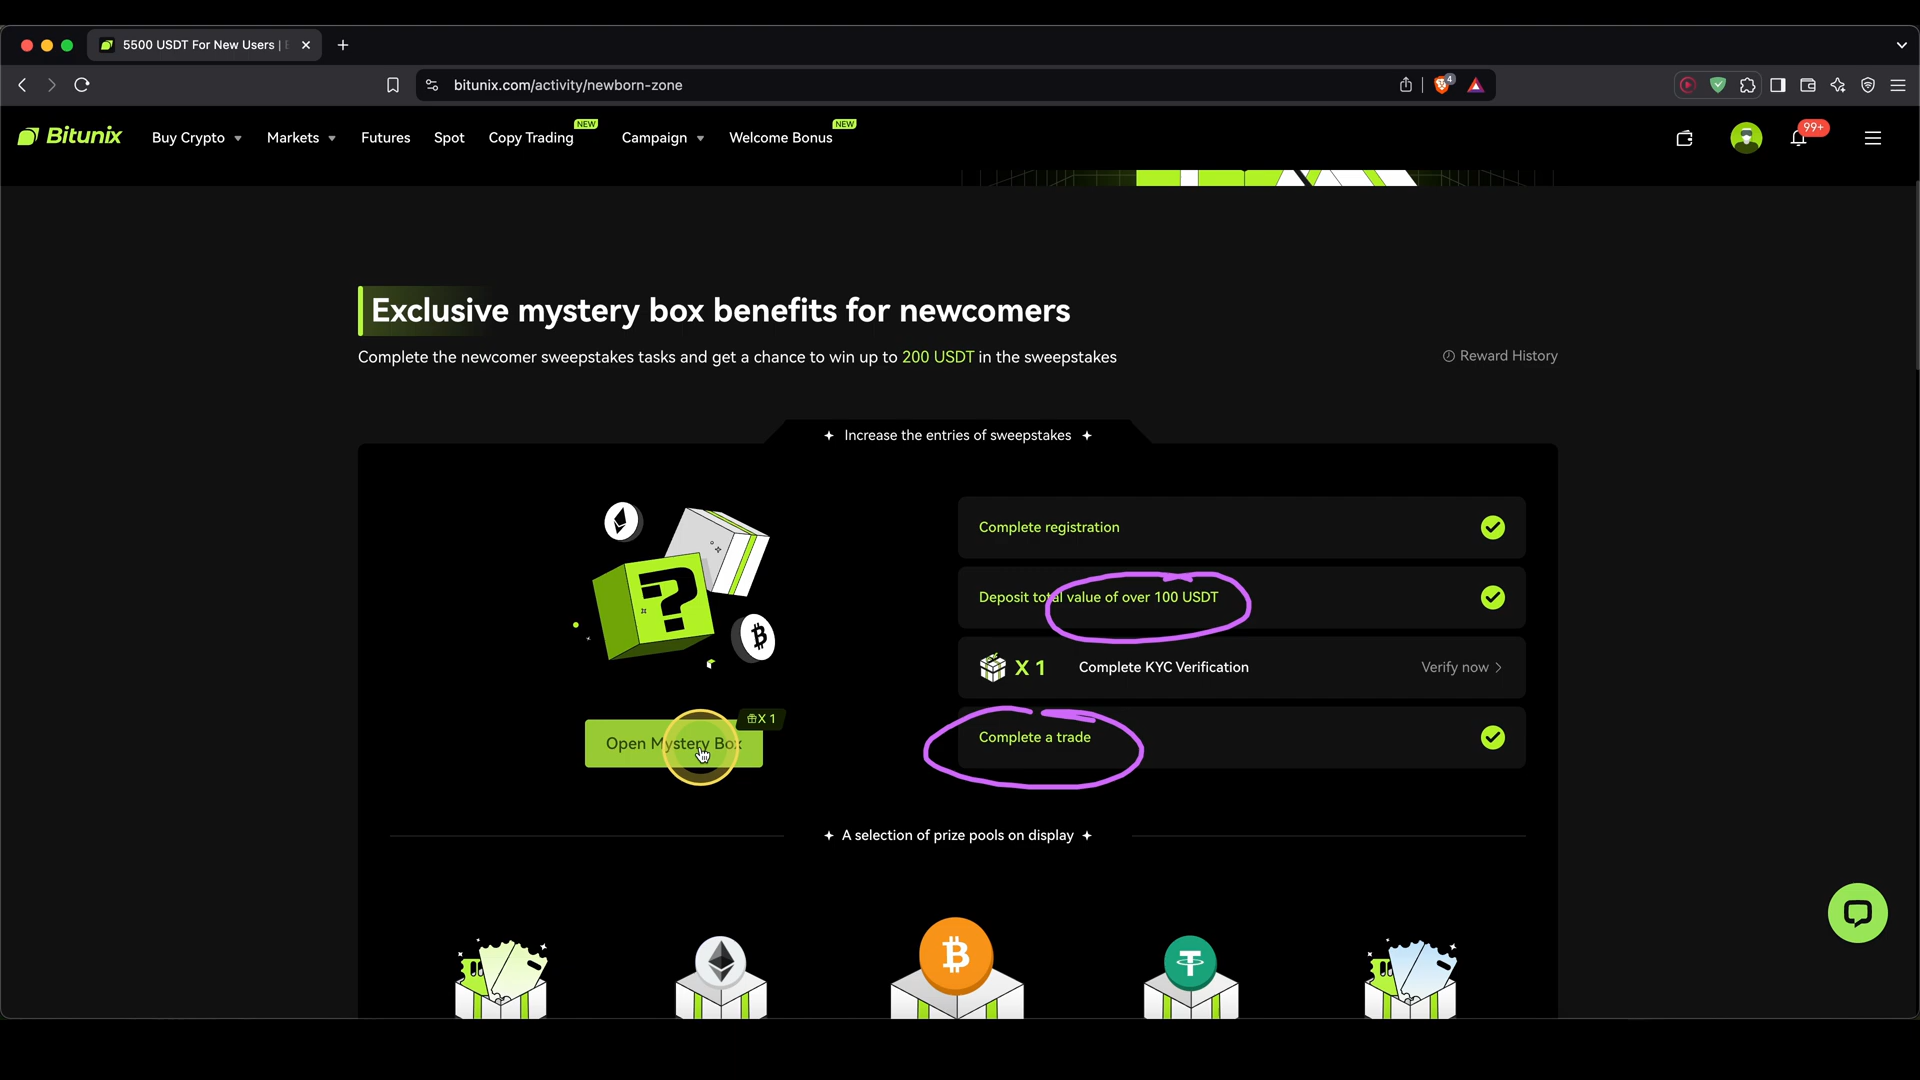 5500 USDT For New Users |
bitunix.com/activity/newborn-zone
4
Bitunix
Buy Crypto
Markets
Futures
Spot
Copy Trading
NEW
Campaign
Welcome Bonus
NEW
99+
Exclusive mystery box benefits for newcomers
Complete the newcomer sweepstakes tasks and get a chance to win up to 200 USDT in the sweepstakes
Reward History
Increase the entries of sweepstakes
Complete registration
Deposit total value of over 100 USDT
X 1
Complete KYC Verification
Verify now
X 1
Open Mystery Box
Complete a trade
A selection of prize pools on display